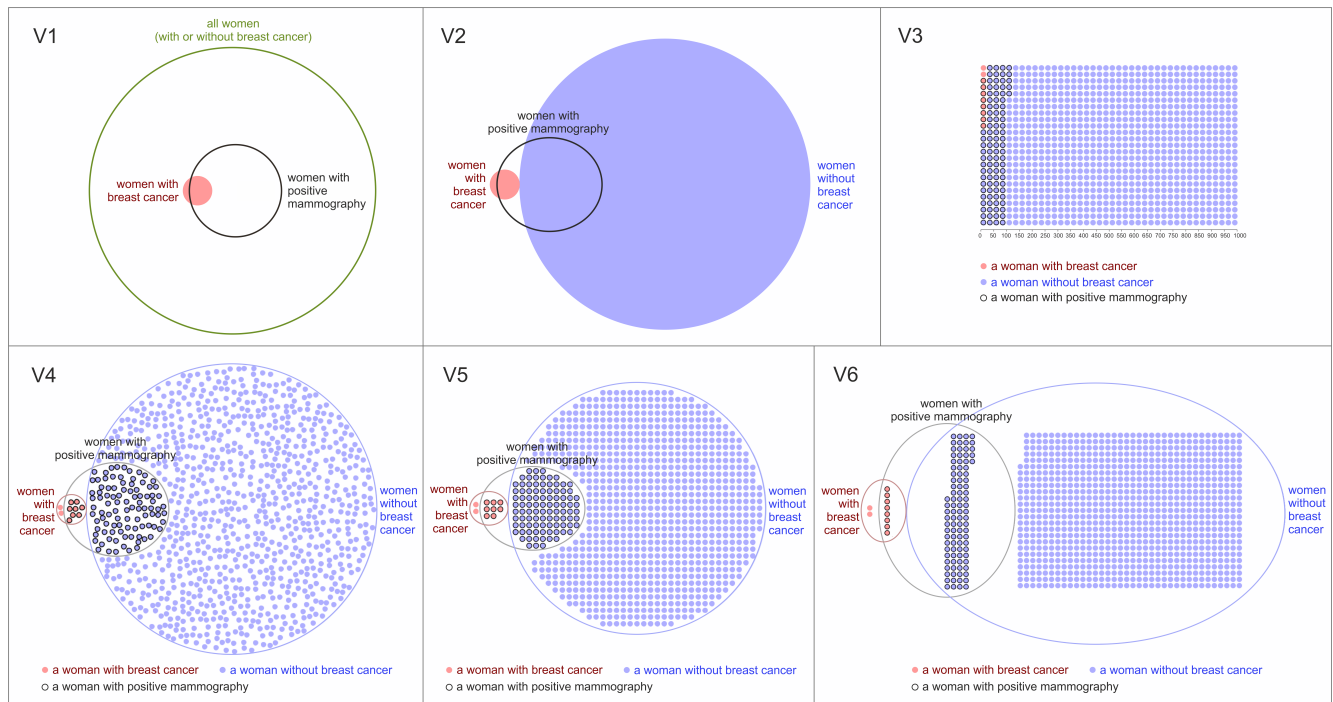 V1
all women
(with or without breast cancer)
women with
breast cancer
women with
positive
mammography
V2
women with
positive mammography
women
with
breast
cancer
women
without
breast
cancer
V3
0 50 100 150 200 250 300 350 400 450 500 550 600 650 700 750 800 850 900 950 1000
a woman with breast cancer
a woman without breast cancer
a woman with positive mammography
V4
women with
positive mammography
women
with
breast
cancer
women
without
breast
cancer
a woman with breast cancer
a woman without breast cancer
a woman with positive mammography
V5
women with
positive mammography
women
with
breast
cancer
women
without
breast
cancer
a woman with breast cancer
a woman without breast cancer
a woman with positive mammography
V6
women with
positive mammography
women
with
breast
cancer
women
without
breast
cancer
a woman with breast cancer
a woman without breast cancer
a woman with positive mammography